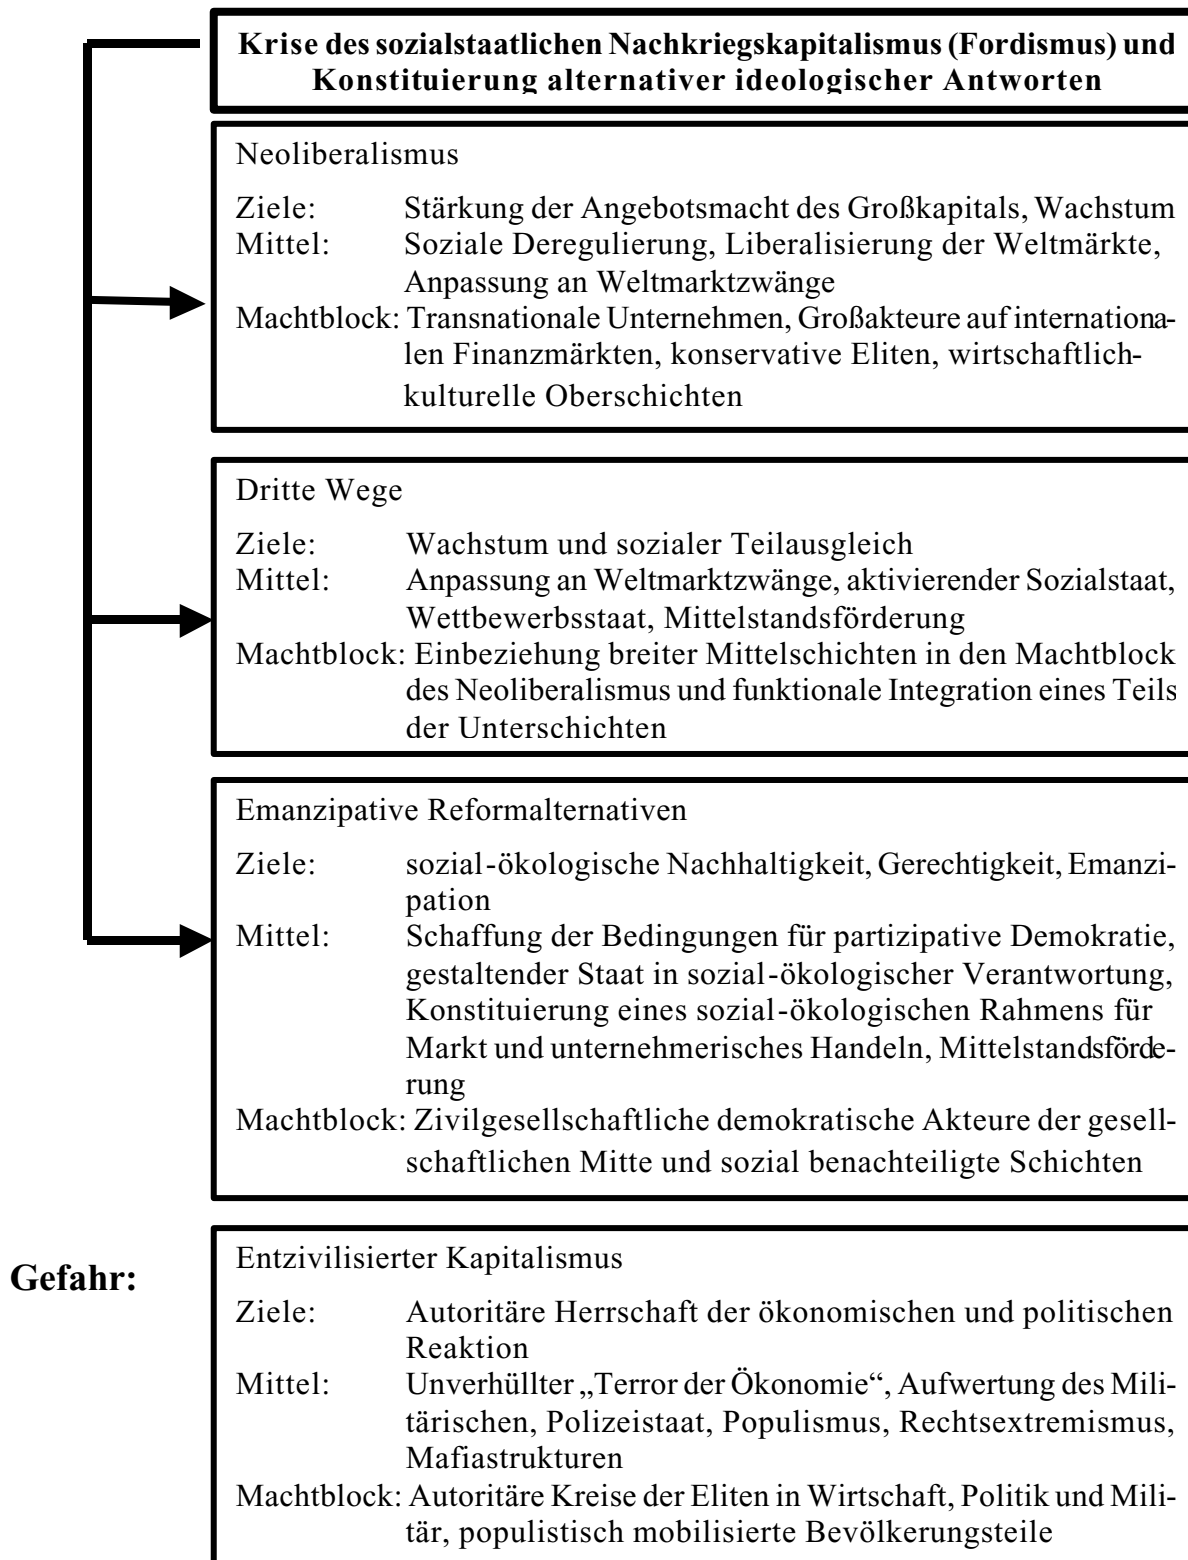 Krise des sozialstaatlichen Nachkriegskapitalismus (Fordismus) und
Konstituierung alternativer ideologischer Antworten
Neoliberalismus
Ziele: Stärkung der Angebotsmacht des Großkapitals, Wachstum
Mittel: Soziale Deregulierung, Liberalisierung der Weltmärkte,
Anpassung an Weltmarktzwänge
Machtblock: Transnationale Unternehmen, Großakteure auf internationa-
len Finanzmärkten, konservative Eliten, wirtschaftlich-
kulturelle Oberschichten
Dritte Wege
Ziele: Wachstum und sozialer Teilausgleich
Mittel: Anpassung an Weltmarktzwänge, aktivierender Sozialstaat,
Wettbewerbsstaat, Mittelstandsförderung
Machtblock: Einbeziehung breiter Mittelschichten in den Machtblock
des Neoliberalismus und funktionale Integration eines Teils
der Unterschichten
Emanzipative Reformalternativen
Ziele: sozial-ökologische Nachhaltigkeit, Gerechtigkeit, Emanzi-
pation
Mittel: Schaffung der Bedingungen für partizipative Demokratie,
gestaltender Staat in sozial-ökologischer Verantwortung,
Konstituierung eines sozial-ökologischen Rahmens für
Markt und unternehmerisches Handeln, Mittelstandsförde-
rung
Machtblock: Zivilgesellschaftliche demokratische Akteure der gesell-
schaftlichen Mitte und sozial benachteiligte Schichten
Gefahr:
Entzivilisierter Kapitalismus
Ziele: Autoritäre Herrschaft der ökonomischen und politischen
Reaktion
Mittel: Unverhüllter „Terror der Ökonomie“, Aufwertung des Mili-
tärischen, Polizeistaat, Populismus, Rechtsextremismus,
Mafiastrukturen
Machtblock: Autoritäre Kreise der Eliten in Wirtschaft, Politik und Mili-
tär, populistisch mobilisierte Bevölkerungsteile